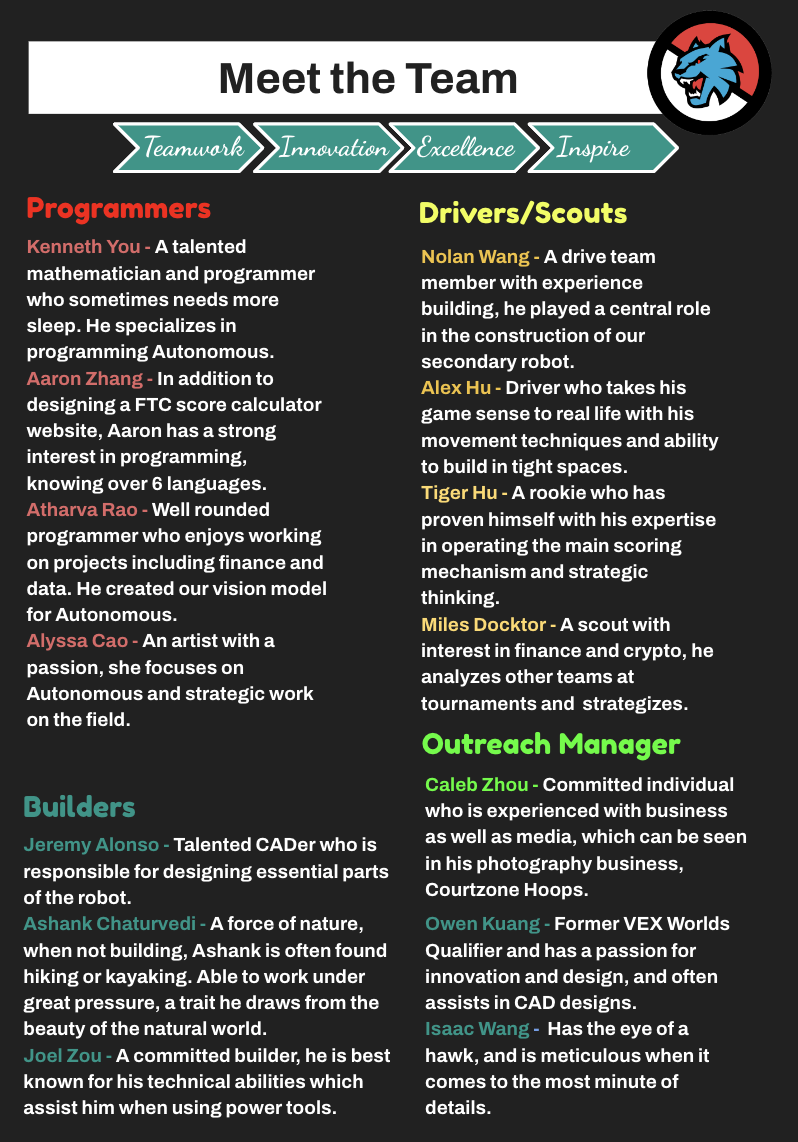 Meet the Team
Teamwork
Innovation
Excellence
Inspire
Programmers
Kenneth You - A talented
mathematician and programmer
who sometimes needs more
sleep. He specializes in
programming Autonomous.
Aaron Zhang - In addition to
designing a FTC score calculator
website, Aaron has a strong
interest in programming,
knowing over 6 languages.
Atharva Rao - Well rounded
programmer who enjoys working
on projects including finance and
data. He created our vision model
for Autonomous.
Alyssa Cao - An artist with a
passion, she focuses on
Autonomous and strategic work
on the field.
Drivers/Scouts
Nolan Wang - A drive team
member with experience
building, he played a central role
in the construction of our
secondary robot.
Alex Hu - Driver who takes his
game sense to real life with his
movement techniques and ability
to build in tight spaces.
Tiger Hu - A rookie who has
proven himself with his expertise
in operating the main scoring
mechanism and strategic
thinking.
Miles Docktor - A scout with
interest in finance and crypto, he
analyzes other teams at
tournaments and  strategizes.
Outreach Manager
Caleb Zhou - Committed individual
who is experienced with business
as well as media, which can be seen
in his photography business,
Courtzone Hoops.
Builders
Jeremy Alonso - Talented CADer who is
responsible for designing essential parts
of the robot.
Ashank Chaturvedi - A force of nature,
when not building, Ashank is often found
hiking or kayaking. Able to work under
great pressure, a trait he draws from the
beauty of the natural world.
Joel Zou - A committed builder, he is best
known for his technical abilities which
assist him when using power tools.
Owen Kuang - Former VEX Worlds
Qualifier and has a passion for
innovation and design, and often
assists in CAD designs.
Isaac Wang -  Has the eye of a
hawk, and is meticulous when it
comes to the most minute of
details.